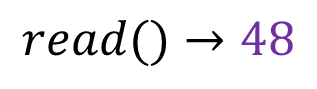 read() → 48